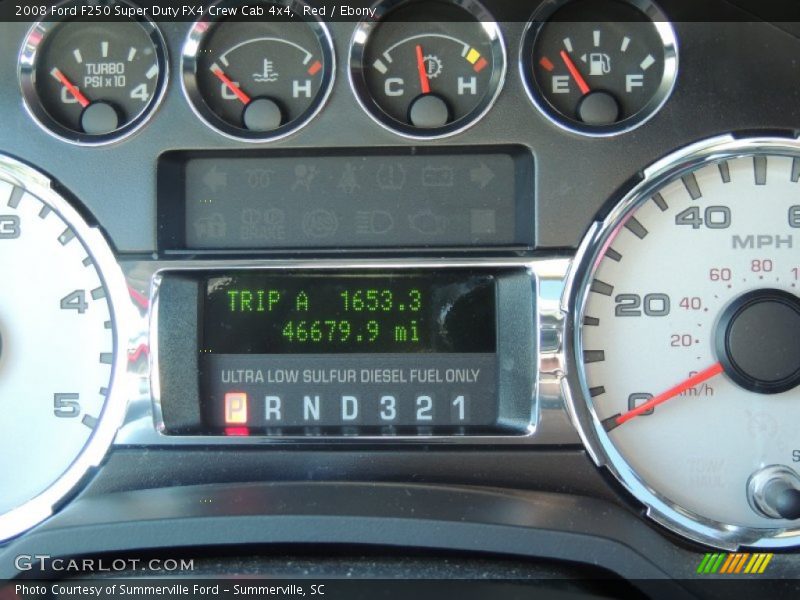 2008 Ford F250 Super Duty FX4 Crew Cab 4x4,  Red / Ebony
TURBO
PSI x 10
0 4
C H
C H
E F
3
4
5
TRIP A 1653.3
46679.9 mi
ULTRA LOW SULFUR DIESEL FUEL ONLY
P R N D 3 2 1
40
MPH
60 80
20
40
20
0
km/h
GTCARLOT.COM
Photo Courtesy of Summerville Ford – Summerville, SC